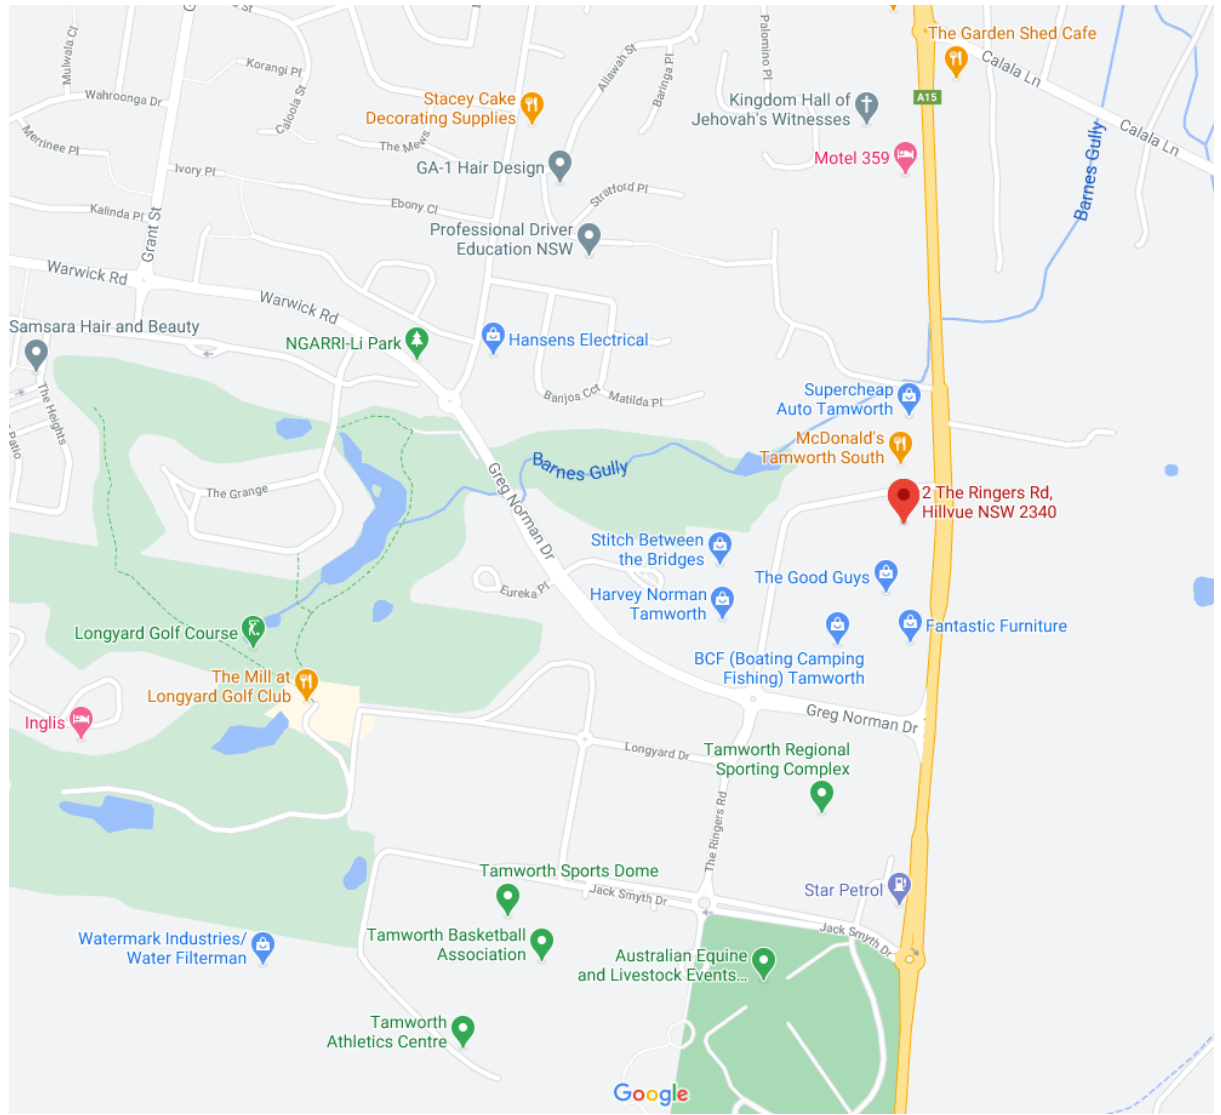 The Garden Shed Cafe
Calala Ln
Mulwala Cl
Korangi Pl
Allawah St
Baringa Pl
Palomino Pl
Wahroonga Dr
Caloola St
Stacey Cake
Decorating Supplies
Kingdom Hall of
Jehovah's Witnesses
A15
Calala Ln
Merrinee Pl
The Mews
Ivory Pl
GA-1 Hair Design
Motel 359
Barnes Gully
Stratford Pl
Kalinda Pl
Grant St
Ebony Cl
Professional Driver
Education NSW
Warwick Rd
Warwick Rd
Samsara Hair and Beauty
NGARRI-Li Park
Hansens Electrical
The Heights
Patio
Banjos Cct
Matilda Pl
Supercheap
Auto Tamworth
McDonald's
Tamworth South
Barnes Gully
Greg Norman Dr
The Grange
2 The Ringers Rd,
Hillvue NSW 2340
Stitch Between
the Bridges
The Good Guys
Eureka Pl
Harvey Norman
Tamworth
Fantastic Furniture
Longyard Golf Course
BCF (Boating Camping
Fishing) Tamworth
The Mill at
Longyard Golf Club
Inglis
Greg Norman Dr
Longyard Dr
Tamworth Regional
Sporting Complex
The Ringers Rd
Tamworth Sports Dome
Jack Smyth Dr
Star Petrol
Watermark Industries/
Water Filterman
Tamworth Basketball
Association
Jack Smyth Dr
Australian Equine
and Livestock Events...
Tamworth
Athletics Centre
Google